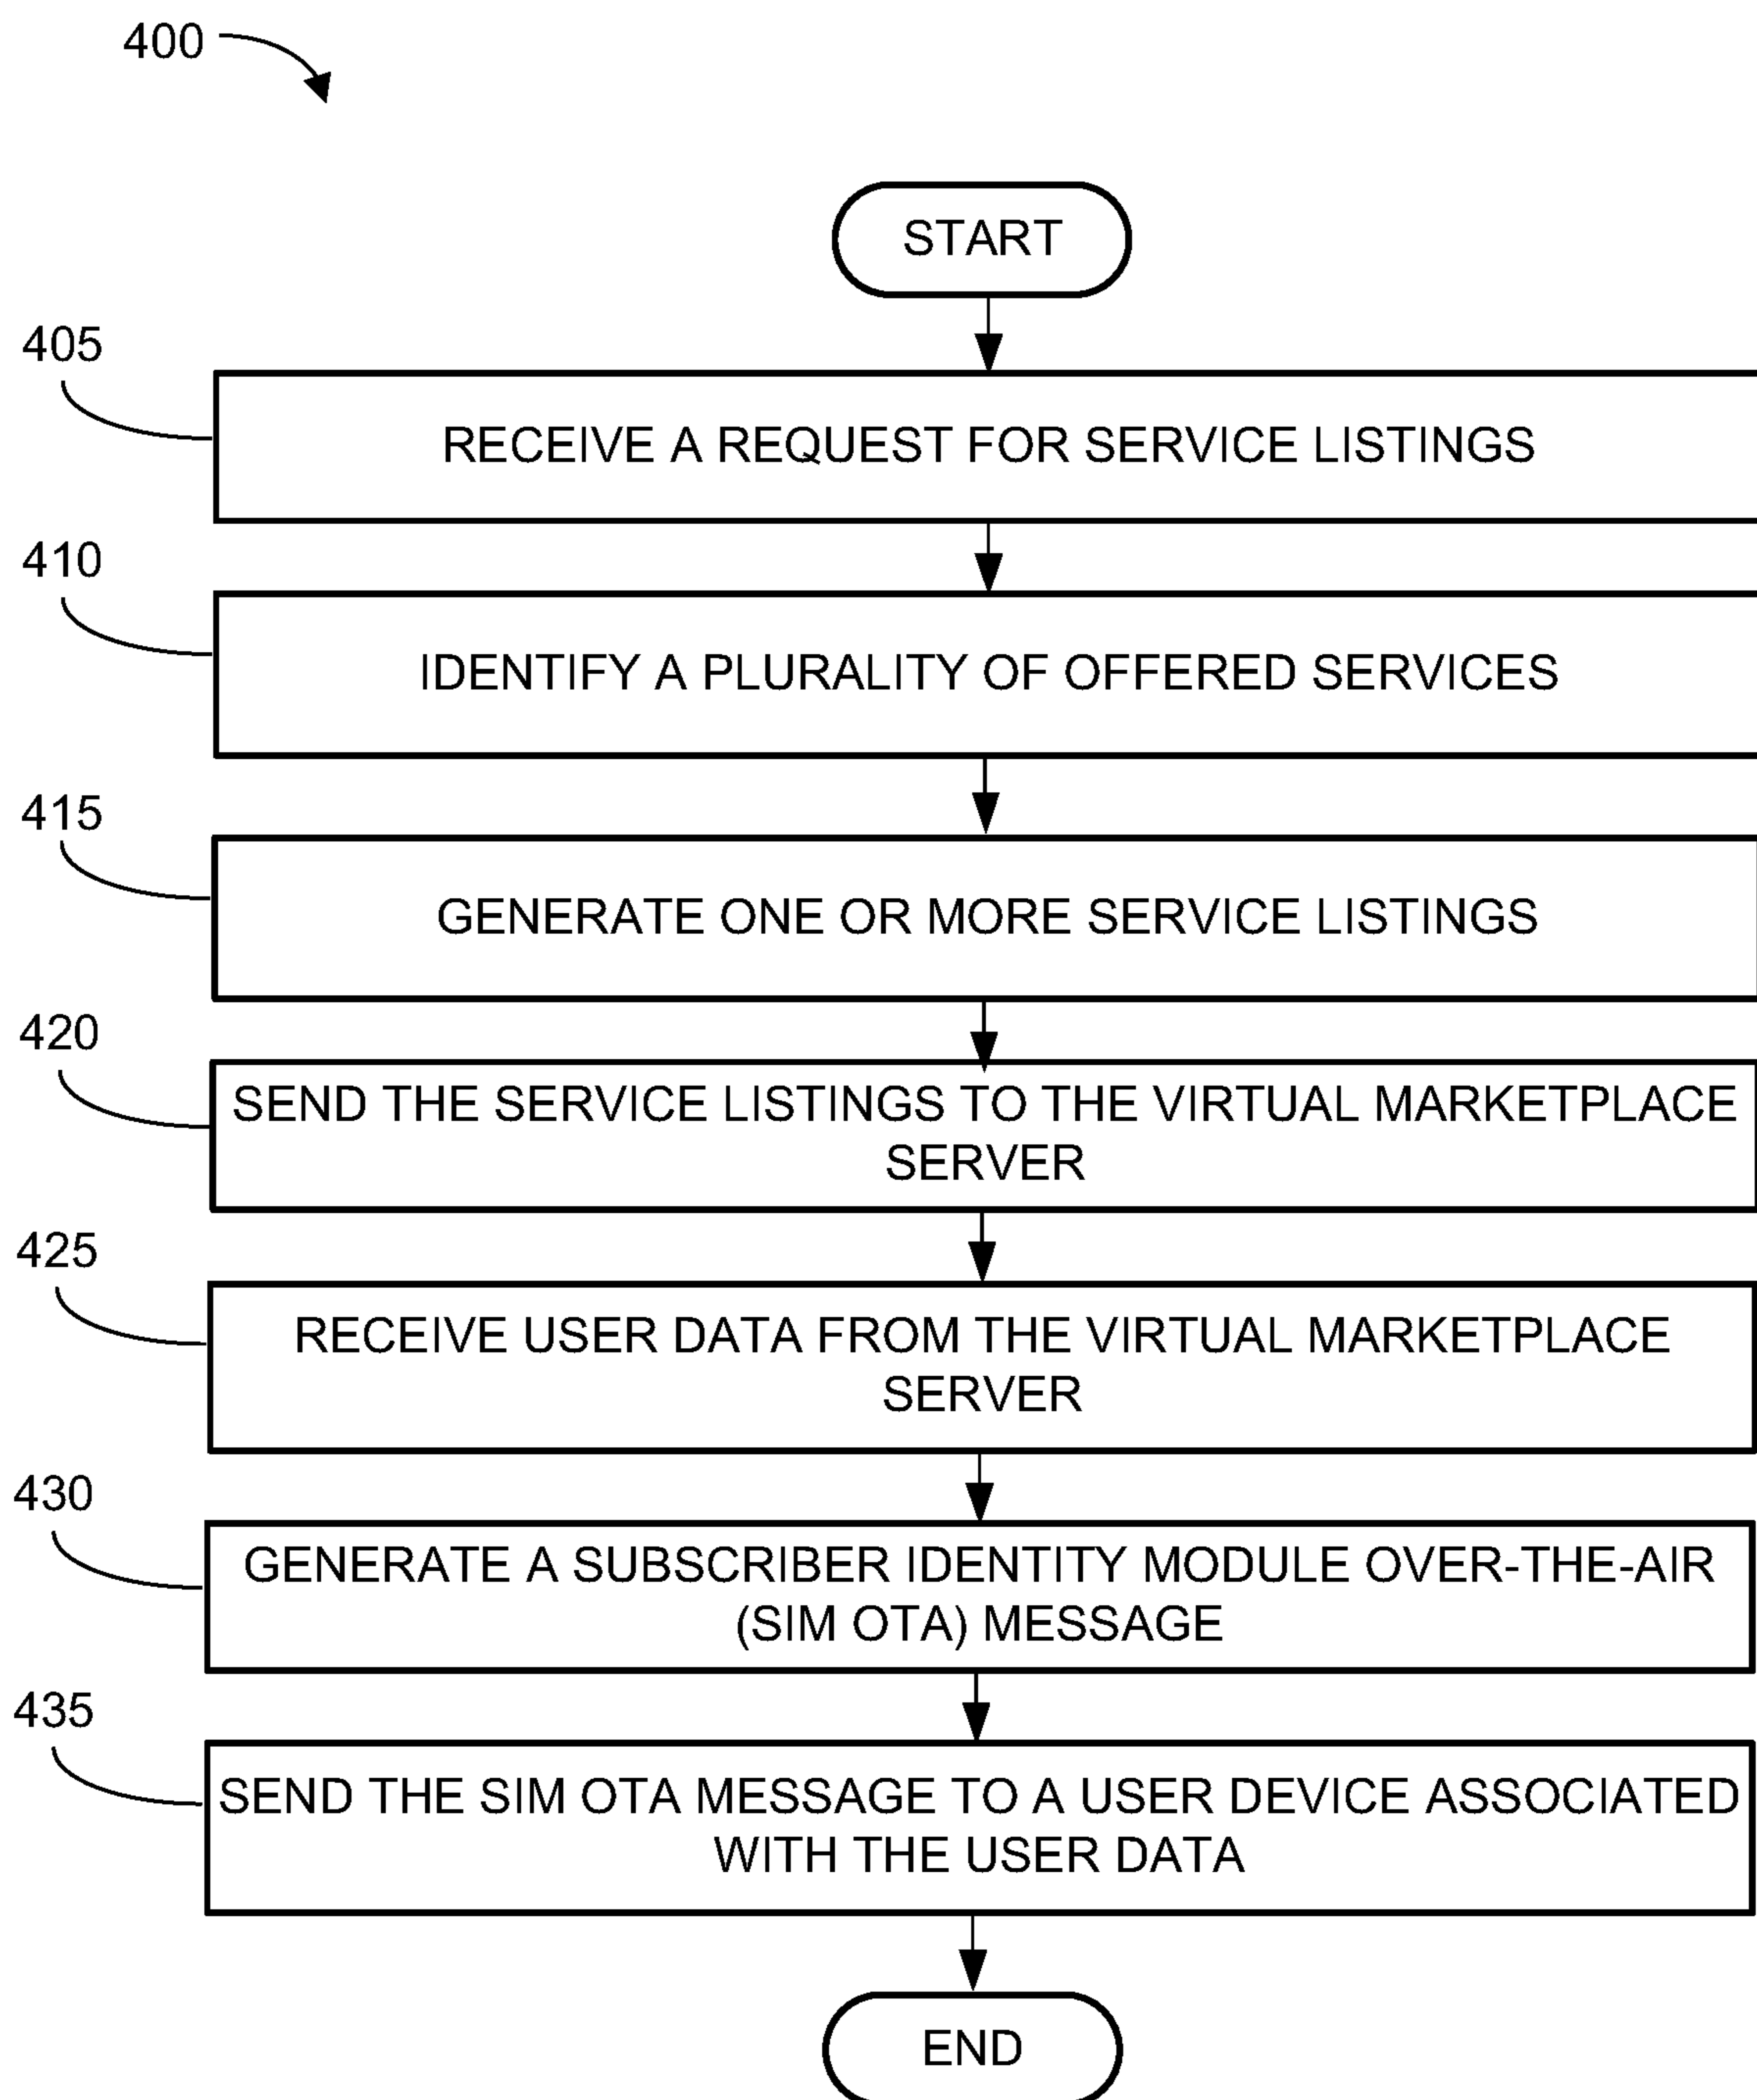 400
START
405
RECEIVE A REQUEST FOR SERVICE LISTINGS
410
IDENTIFY A PLURALITY OF OFFERED SERVICES
415
GENERATE ONE OR MORE SERVICE LISTINGS
420
SEND THE SERVICE LISTINGS TO THE VIRTUAL MARKETPLACE
SERVER
425
RECEIVE USER DATA FROM THE VIRTUAL MARKETPLACE
SERVER
430
GENERATE A SUBSCRIBER IDENTITY MODULE OVER-THE-AIR
(SIM OTA) MESSAGE
435
SEND THE SIM OTA MESSAGE TO A USER DEVICE ASSOCIATED
WITH THE USER DATA
END